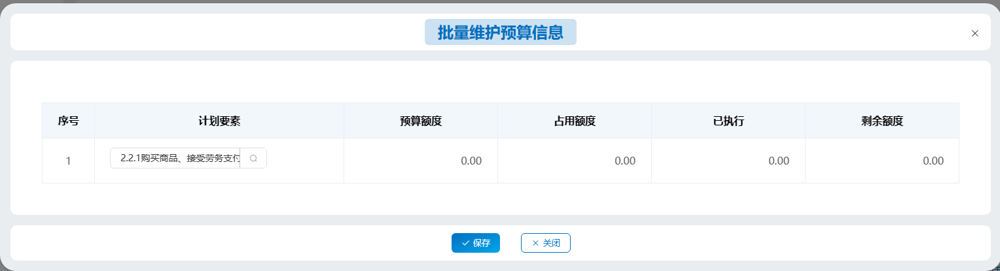 批量维护预算信息
序号 计划要素 预算额度 占用额度 已执行 剩余额度
1 2.2.1购买商品、接受劳务支付 0.00 0.00 0.00 0.00
保存 关闭